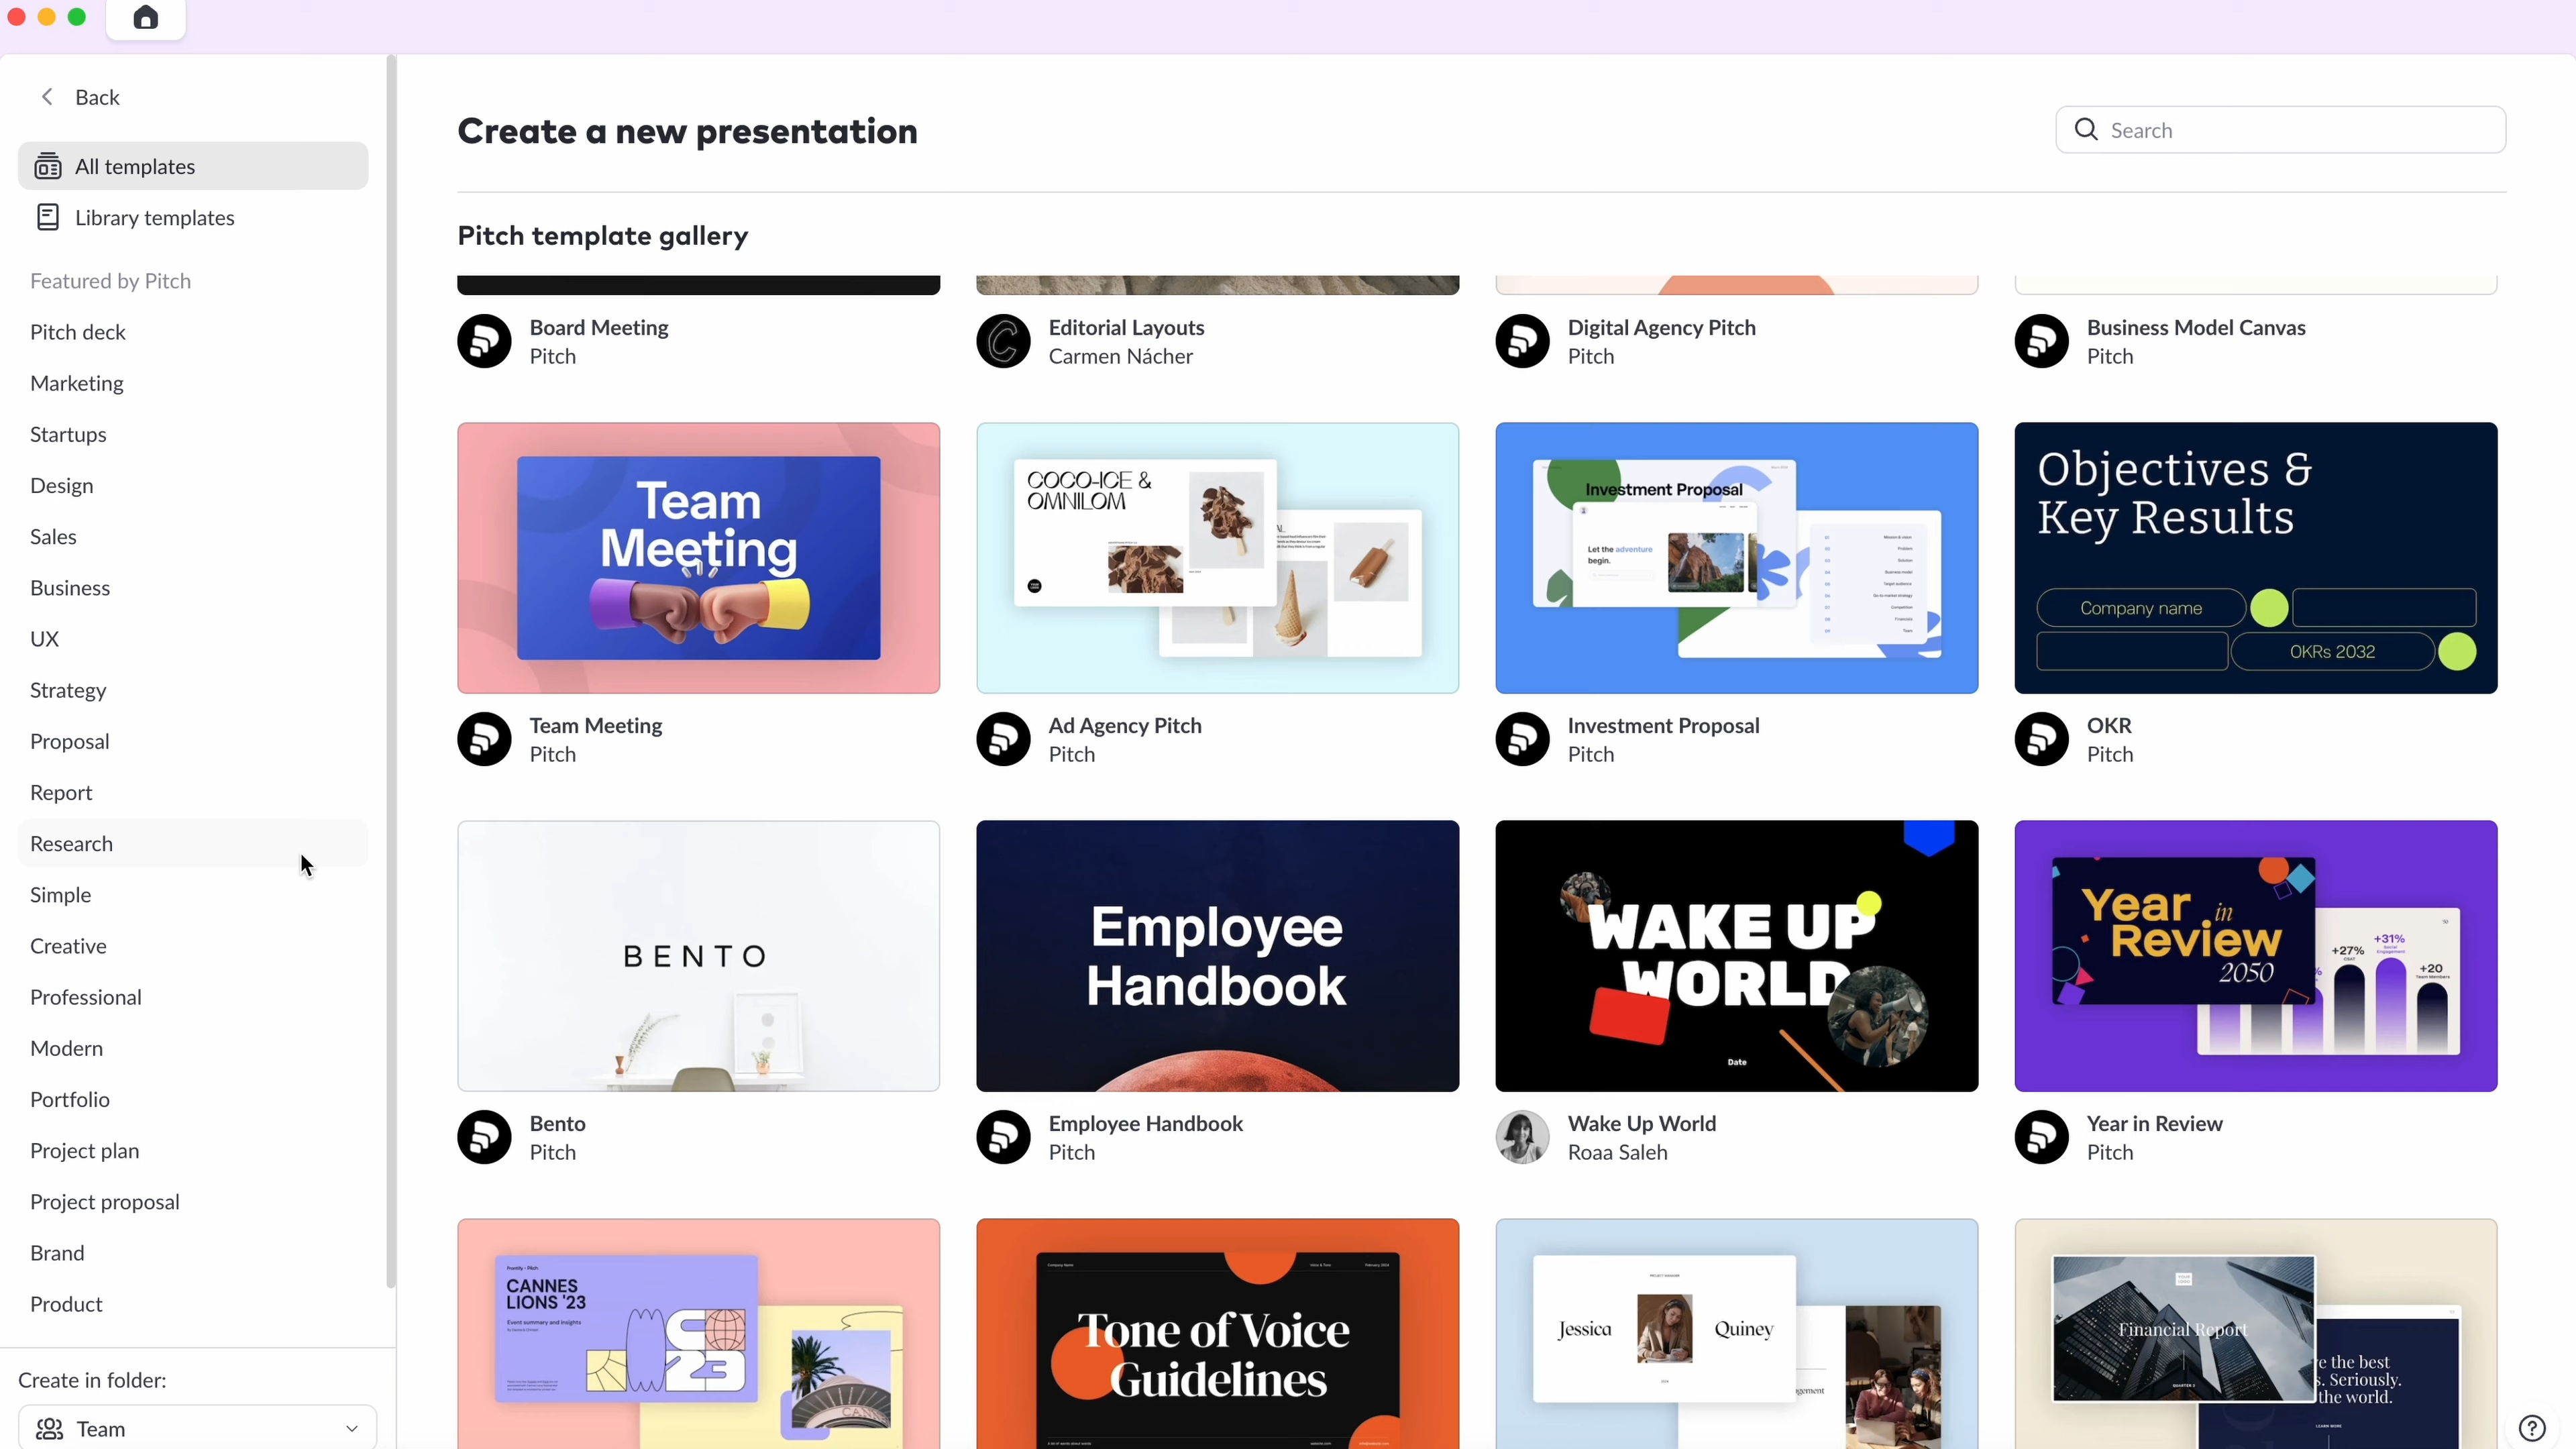 Back
All templates
Library templates
Featured by Pitch
Pitch deck
Marketing
Startups
Design
Sales
Business
UX
Strategy
Proposal
Report
Research
Simple
Creative
Professional
Modern
Portfolio
Project plan
Project proposal
Brand
Product
Create in folder:
Team
Create a new presentation
Search
Pitch template gallery
Board Meeting
Pitch
Editorial Layouts
Carmen Nácher
Digital Agency Pitch
Pitch
Business Model Canvas
Pitch
Team
Meeting
COCO-ICE &
OMNILOM
Investment Proposal
Let the adventure
begin.
Objectives &
Key Results
Company name
OKRs 2032
Team Meeting
Pitch
Ad Agency Pitch
Pitch
Investment Proposal
Pitch
OKR
Pitch
BENTO
Employee
Handbook
WAKE UP
WORLD
Date
Year in
Review
2050
+27%
+31%
+20
Bento
Pitch
Employee Handbook
Pitch
Wake Up World
Roaa Saleh
Year in Review
Pitch
CANNES
LIONS '23
Event summary and insights
Tone of Voice
Guidelines
Jessica
Quiney
Financial Report
e the best
s. Seriously.
the world.